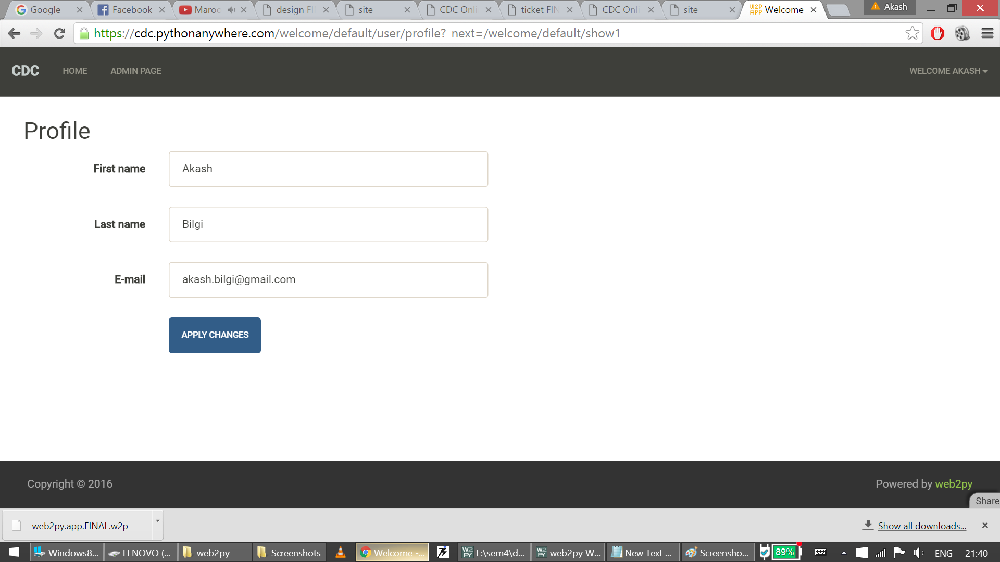 Google
Facebook
Maroc
design FI
site
CDC Onli
ticket FIN
CDC Onli
site
Welcome
Akash
https://cdc.pythonanywhere.com/welcome/default/user/profile?_next=/welcome/default/show1
CDC HOME ADMIN PAGE WELCOME AKASH
Profile
First name Akash
Last name Bilgi
E-mail akash.bilgi@gmail.com
APPLY CHANGES
Copyright © 2016 Powered by web2py
Share
web2py.app.FINAL.w2p Show all downloads...
Windows8...
LENOVO (...
web2py
Screenshots
Welcome -...
F:\sem4\d...
web2py W...
New Text ...
Screensho...
89%
ENG
21:40